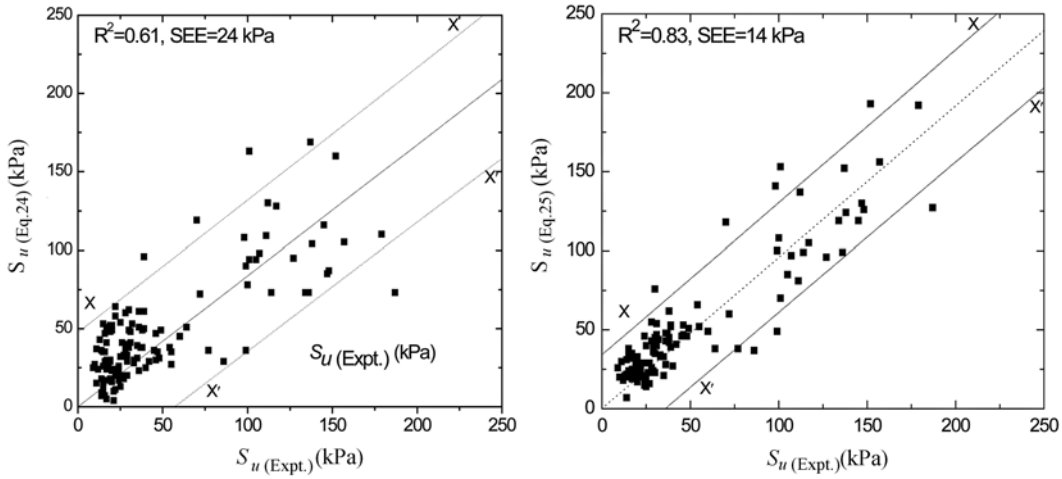 R²=0.61, SEE=24 kPa
X'
250
200
150
100
50
0
S u (Eq.24) (kPa)
X
X'
X'
S u (Expt.) (kPa)
0 50 100 150 200 250
S u (Expt.) (kPa)
R²=0.83, SEE=14 kPa
X
250
200
150
100
50
0
S u (Eq.25) (kPa)
X'
X
X'
0 50 100 150 200 250
S u (Expt.) (kPa)